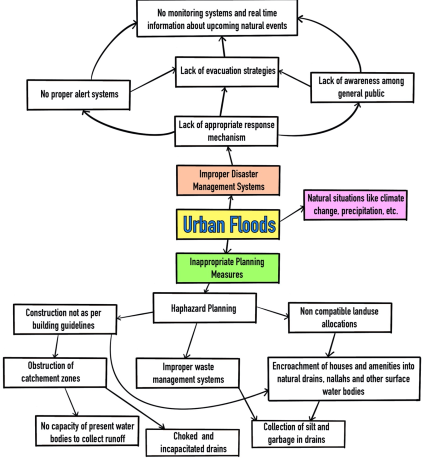 No monitoring systems and real time
information about upcoming natural events
Lack of evacuation strategies
No proper alert systems
Lack of awareness among
general public
Lack of appropriate response
mechanism
Improper Disaster
Management Systems
Urban Floods
Natural situations like climate
change, precipitation, etc.
Inappropriate Planning
Measures
Haphazard Planning
Construction not as per
building guidelines
Non compatible landuse
allocations
Obstruction of
catchement zones
Improper waste
management systems
Encroachment of houses and amenities into
natural drains, nallahs and other surface
water bodies
No capacity of present water
bodies to collect runoff
Choked and
incapacitated drains
Collection of silt and
garbage in drains